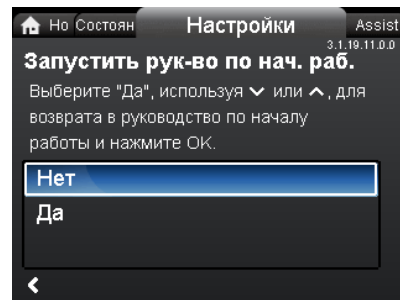 Но Состоян Настройки Assist
3.1.19.11.0.0
Запустить рук-во по нач. раб.
Выберите "Да", используя ⌄ или ⌃, для
возврата в руководство по началу
работы и нажмите OK.
Нет
Да